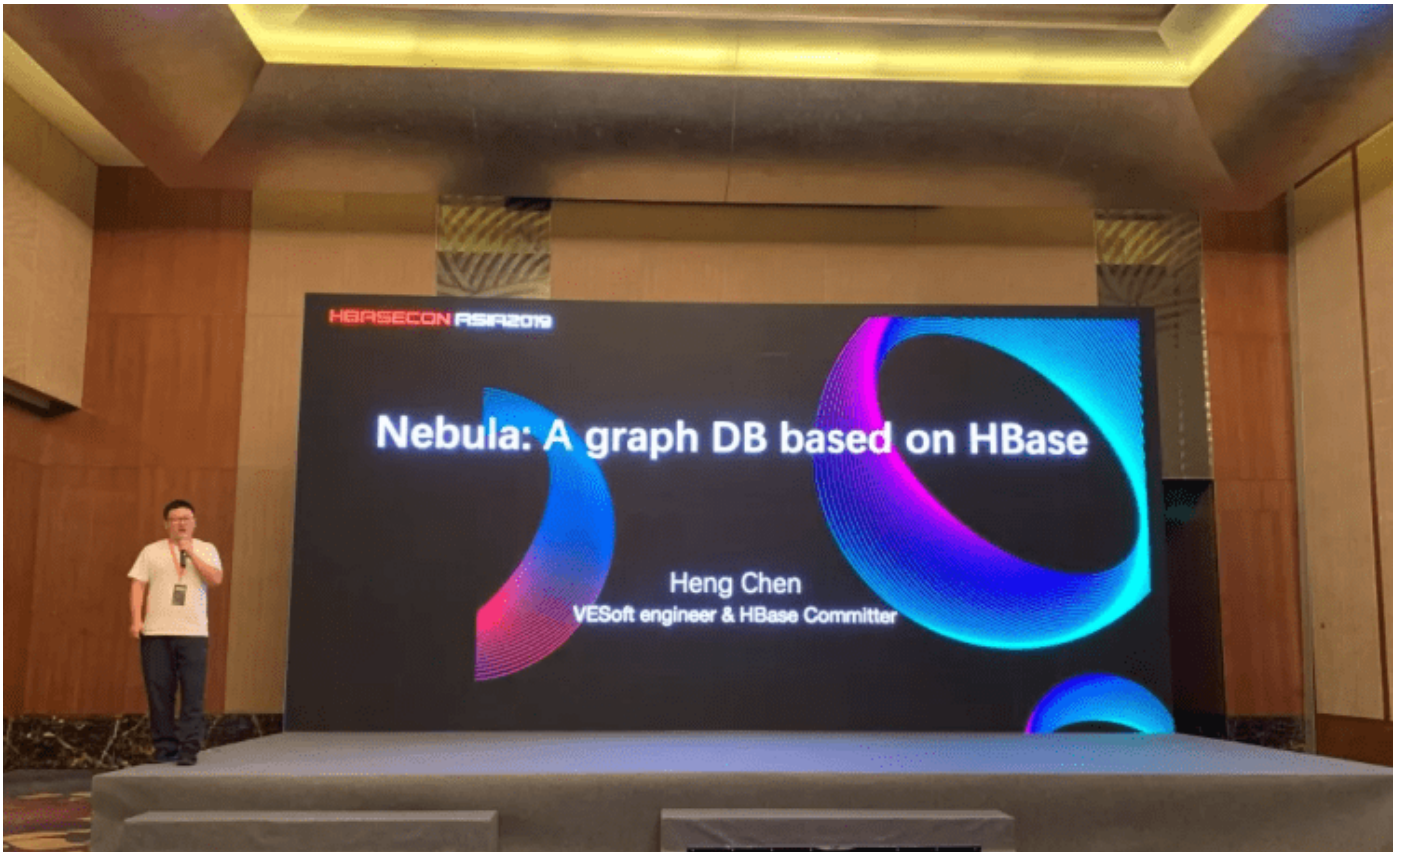 HBASECON ASIA2019
Nebula: A graph DB based on HBase
Heng Chen
VESoft engineer & HBase Committer